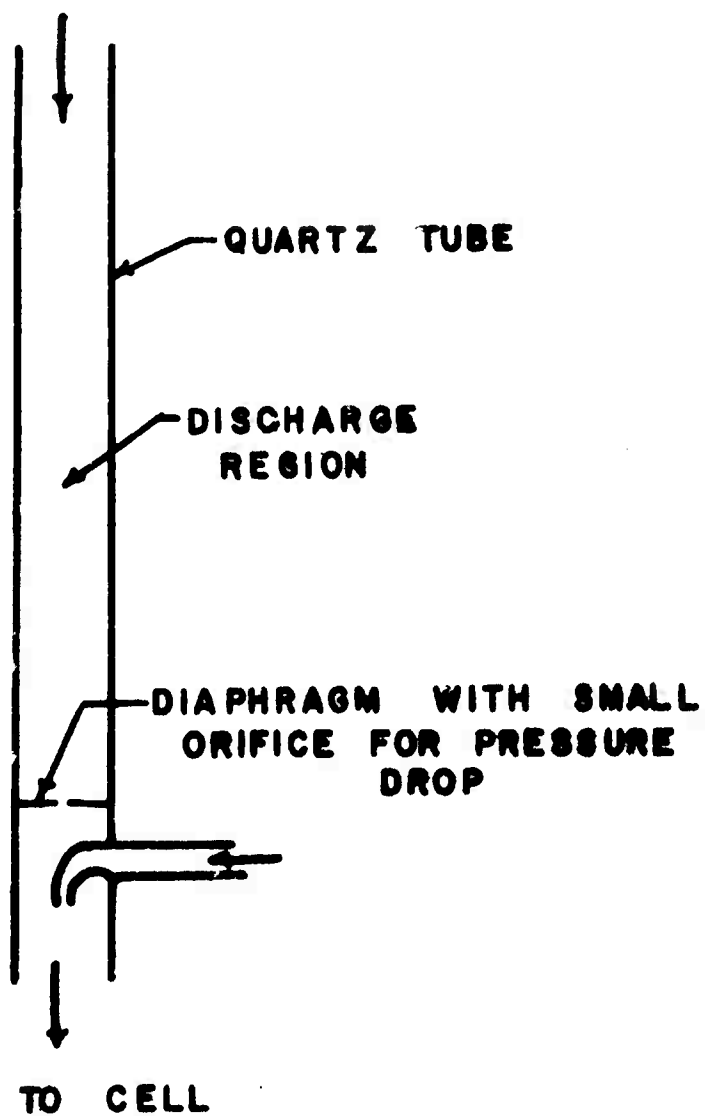 QUARTZ TUBE
DISCHARGE
REGION
DIAPHRAGM WITH SMALL
ORIFICE FOR PRESSURE
DROP
TO CELL